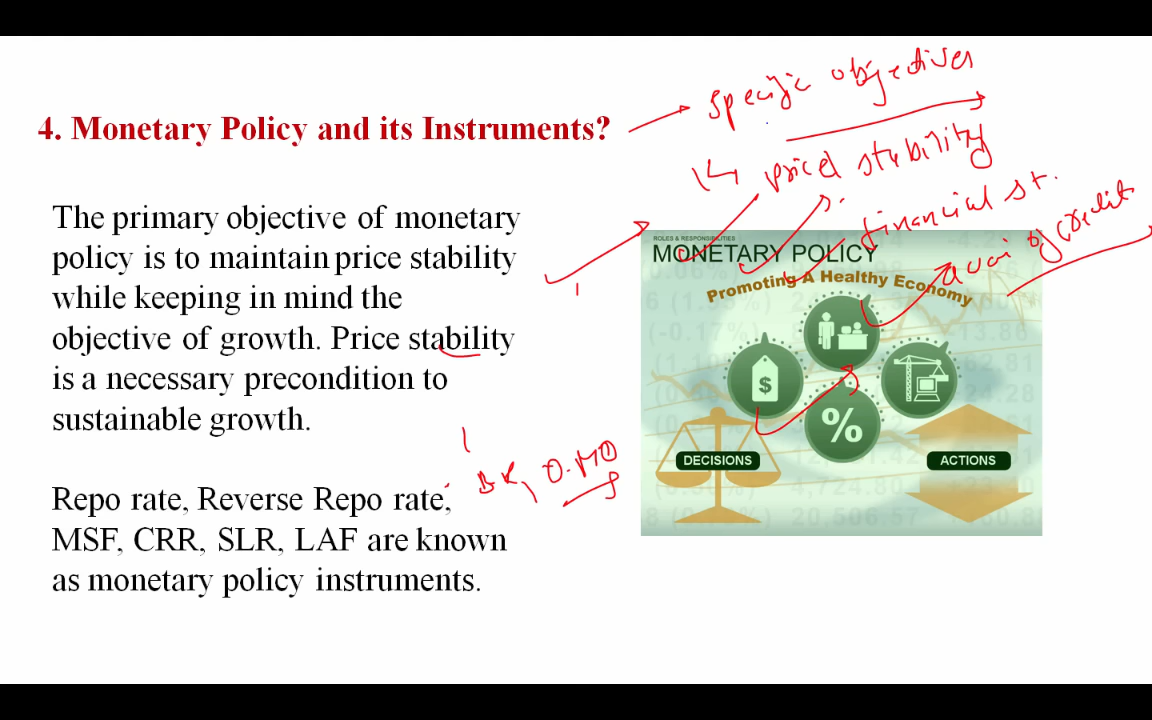 specific objectives
4. Monetary Policy and its Instruments?
price stability
financial st.
avai of credit
The primary objective of monetary
policy is to maintain price stability
while keeping in mind the
objective of growth. Price stability
is a necessary precondition to
sustainable growth.
BR, O.MO
Repo rate, Reverse Repo rate,
MSF, CRR, SLR, LAF are known
as monetary policy instruments.
ROLES & RESPONSIBILITIES
MONETARY POLICY
Promoting A Healthy Economy
$
%
DECISIONS
ACTIONS